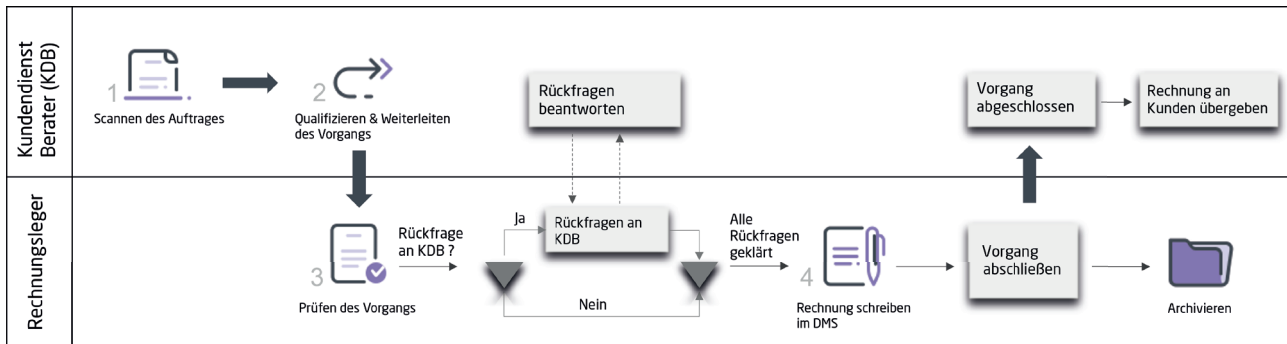 Kundendienst
Berater (KDB)
1
Scannen des Auftrages
2
Qualifizieren & Weiterleiten
des Vorgangs
Rückfragen
beantworten
Vorgang
abgeschlossen
Rechnung an
Kunden übergeben
Rechnungsleger
3
Prüfen des Vorgangs
Rückfrage
an KDB ?
Ja
Rückfragen an
KDB
Nein
Alle
Rückfragen
geklärt
4
Rechnung schreiben
im DMS
Vorgang
abschließen
Archivieren